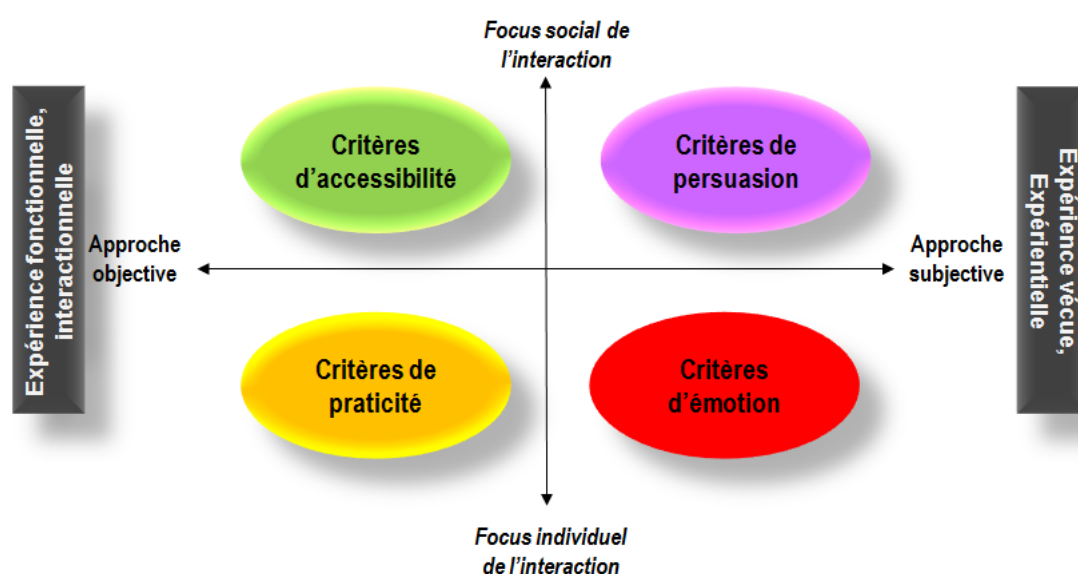 Focus social de
l'interaction
Expérience fonctionnelle,
interactionnelle
Critères
d'accessibilité
Critères de
persuasion
Expérience vécue,
Expérientielle
Approche
objective
Approche
subjective
Critères de
praticité
Critères
d'émotion
Focus individuel
de l'interaction